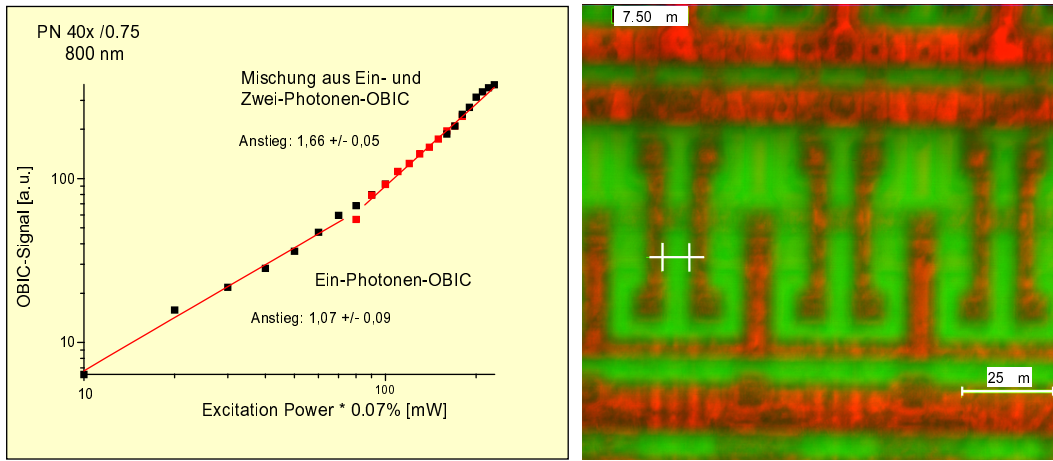 PN 40x /0.75
800 nm
Mischung aus Ein- und
Zwei-Photonen-OBIC
Anstieg: 1,66 +/- 0,05
100
OBIC-Signal [a.u.]
Ein-Photonen-OBIC
Anstieg: 1,07 +/- 0,09
10
10
100
Excitation Power * 0.07% [mW]
7.50 m
25 m